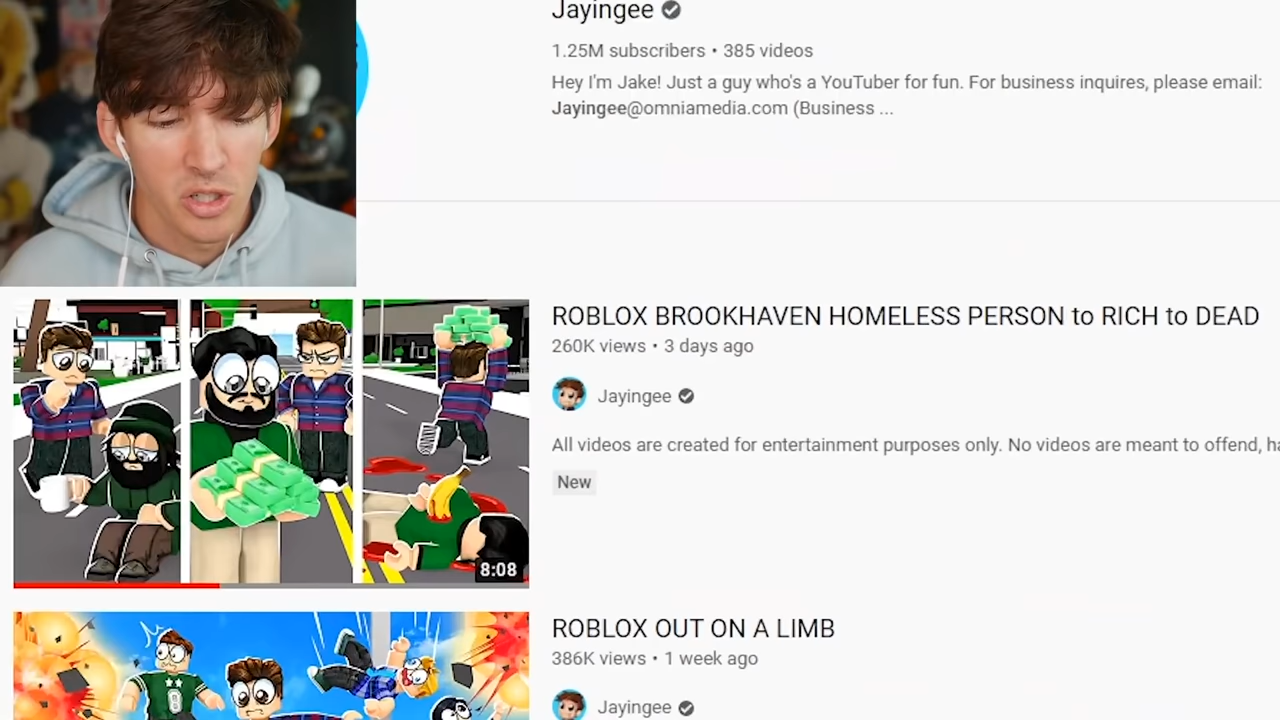 Jayingee
1.25M subscribers • 385 videos
Hey I'm Jake! Just a guy who's a YouTuber for fun. For business inquires, please email:
Jayingee@omniamedia.com (Business ...
ROBLOX BROOKHAVEN HOMELESS PERSON to RICH to DEAD
260K views • 3 days ago
Jayingee
All videos are created for entertainment purposes only. No videos are meant to offend, ha
New
8:08
ROBLOX OUT ON A LIMB
386K views • 1 week ago
Jayingee